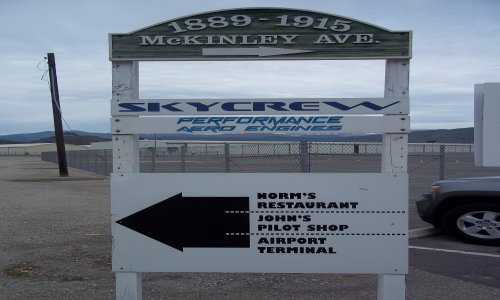 1889 - 1915
McKINLEY AVE.
SKYCREW
PERFORMANCE
AERO ENGINES
NORM'S
RESTAURANT
JOHN'S
PILOT SHOP
AIRPORT
TERMINAL